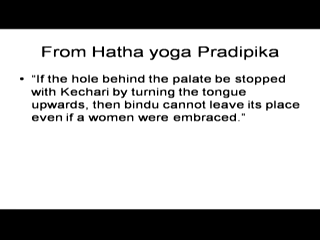 From Hatha yoga Pradipika
• "If the hole behind the palate be stopped
with Kechari by turning the tongue
upwards, then bindu cannot leave its place
even if a women were embraced."